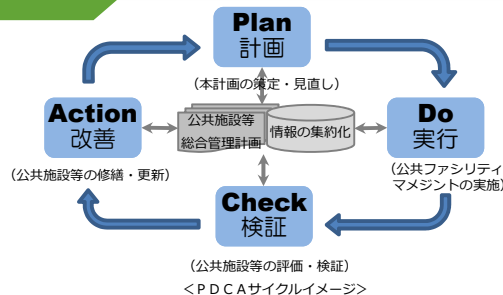 Plan
計画
(本計画の策定・見直し)
Action
改善
(公共施設等の修繕・更新)
公共施設等
総合管理計画
情報の集約化
Do
実行
(公共ファシリティ
マメジントの実施)
Check
検証
(公共施設等の評価・検証)
<ＰＤＣＡサイクルイメージ>